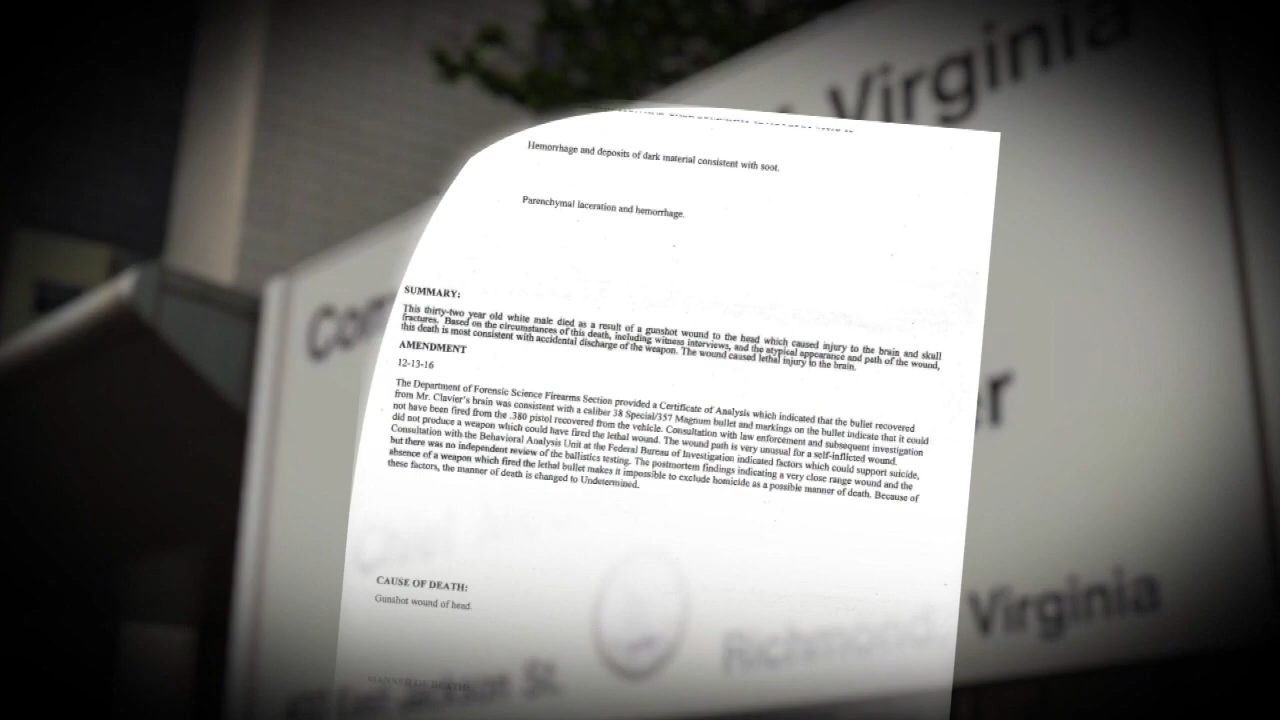 Virginia
Hemorrhage and deposits of dark material consistent with soot.
Parenchymal laceration and hemorrhage.
SUMMARY:
This thirty-two year old white male died as a result of a gunshot wound to the head which caused injury to the brain and skull
fractures. Based on the circumstances of this death, including witness interviews, and the atypical appearance and path of the wound,
this death is most consistent with accidental discharge of the weapon. The wound caused lethal injury to the brain.
AMENDMENT
12-13-16
The Department of Forensic Science Firearms Section provided a Certificate of Analysis which indicated that the bullet recovered
from Mr. Clavier's brain was consistent with a caliber 38 Special/357 Magnum bullet and markings on the bullet indicate that it could
not have been fired from the .380 pistol recovered from the vehicle. Consultation with law enforcement and subsequent investigation
did not produce a weapon which could have fired the lethal wound. The wound path is very unusual for a self-inflicted wound.
Consultation with the Behavioral Analysis Unit at the Federal Bureau of Investigation indicated factors which could support suicide,
but there was no independent review of the ballistics testing. The postmortem findings indicating a very close range wound and the
absence of a weapon which fired the lethal bullet makes it impossible to exclude homicide as a possible manner of death. Because of
these factors, the manner of death is changed to Undetermined.
CAUSE OF DEATH:
Gunshot wound of head.
Richmond, Virginia
MANNER OF DEATH:
St.